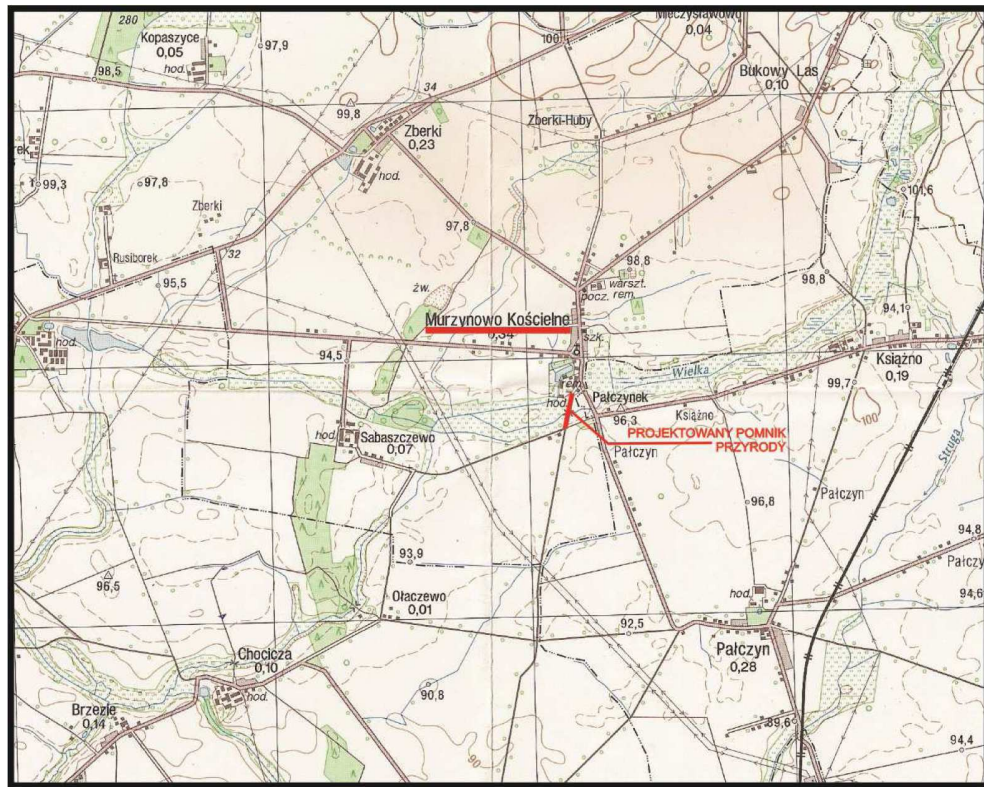 280
Kopaszyce
0,05
hod.
97,9
98,5
100
Mieczysławowo
0,04
Bukowy Las
0,10
34
99,8
Zberki
0,23
hod.
Zberki-Huby
99,3
97,8
Zberki
101,6
Rusiborek
32
97,8
95,5
98,8
warszt.
rem.
pocz.
98,8
żw.
94,1
Murzynowo Kościelne
0,34
szk.
hod.
94,5
Wielka
Książno
0,19
rem.
hod.
Pałczynek
99,7
96,3
Książno
100
PROJEKTOWANY POMNIK
PRZYRODY
hod.
Sabaszczewo
0,07
Pałczyn
Struga
96,8
Pałczyn
94,8
93,9
96,5
hod.
94,6
Ołaczewo
0,01
92,5
Pałczyn
0,28
Chocicza
0,10
hod.
90,8
Brzezie
0,14
89,6
90
94,4